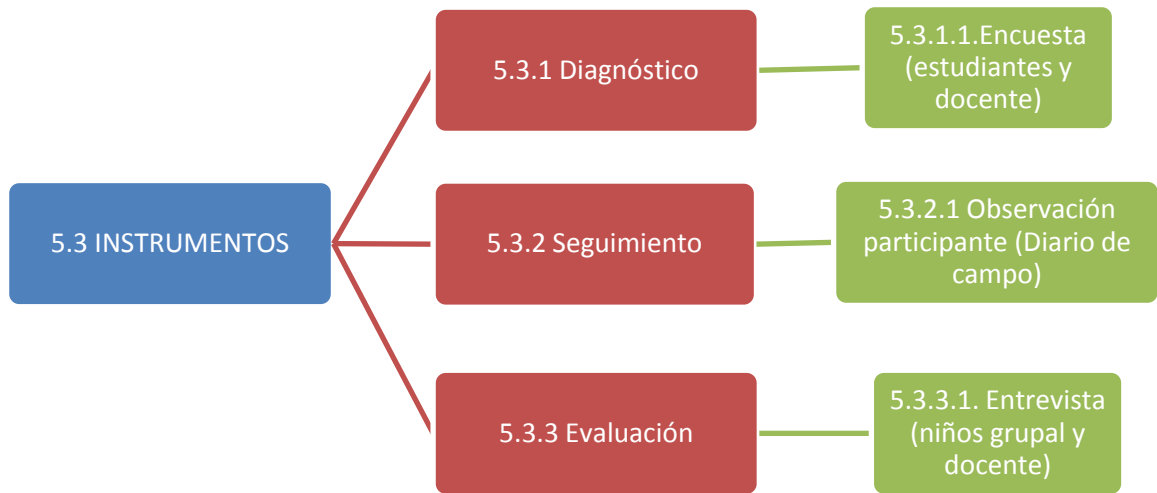 5.3 INSTRUMENTOS
5.3.1 Diagnóstico
5.3.1.1.Encuesta
(estudiantes y
docente)
5.3.2 Seguimiento
5.3.2.1 Observación
participante (Diario de
campo)
5.3.3 Evaluación
5.3.3.1. Entrevista
(niños grupal y
docente)